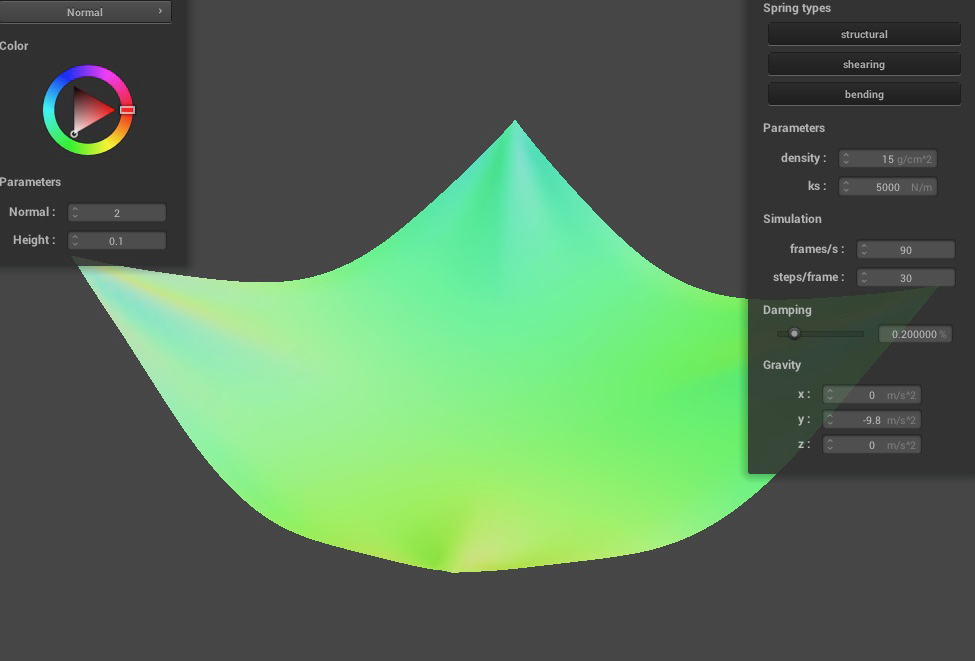 Normal ›
Color
Parameters
Normal : 2
Height : 0.1
Spring types
structural
shearing
bending
Parameters
density : 15 g/cm^2
ks : 5000 N/m
Simulation
frames/s : 90
steps/frame : 30
Damping
0.200000 %
Gravity
x : 0 m/s^2
y : -9.8 m/s^2
z : 0 m/s^2